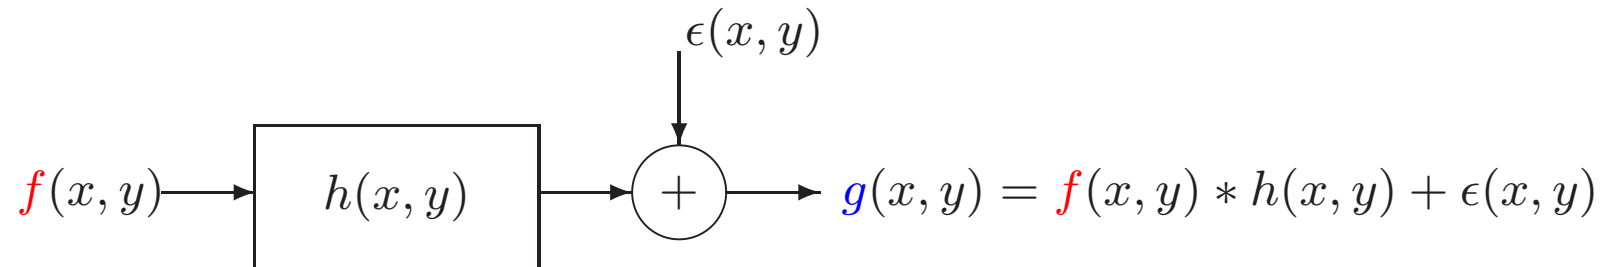 ϵ(x, y)
f(x, y) h(x, y) + g(x, y) = f(x, y) ∗ h(x, y) + ϵ(x, y)